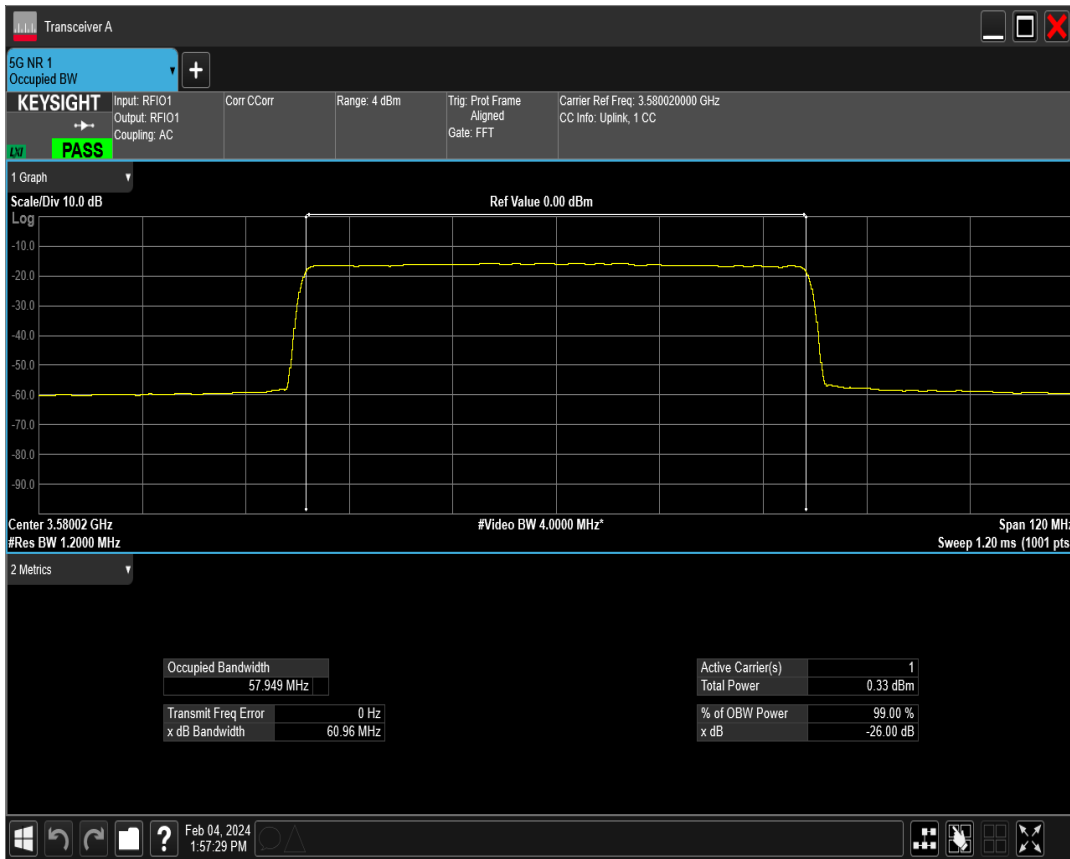 Transceiver A
5G NR 1
Occupied BW
KEYSIGHT
LXI
PASS
Input: RFIO1
Output: RFIO1
Coupling: AC
Corr CCorr
Range: 4 dBm
Trig: Prot Frame
Aligned
Gate: FFT
Carrier Ref Freq: 3.580020000 GHz
CC Info: Uplink, 1 CC
1 Graph
Scale/Div 10.0 dB
Ref Value 0.00 dBm
Log
-10.0
-20.0
-30.0
-40.0
-50.0
-60.0
-70.0
-80.0
-90.0
Center 3.58002 GHz
#Video BW 4.0000 MHz*
Span 120 MHz
#Res BW 1.2000 MHz
Sweep 1.20 ms (1001 pts
2 Metrics
Occupied Bandwidth
57.949 MHz
Transmit Freq Error 0 Hz
x dB Bandwidth 60.96 MHz
Active Carrier(s) 1
Total Power 0.33 dBm
% of OBW Power 99.00 %
x dB -26.00 dB
?
Feb 04, 2024
1:57:29 PM